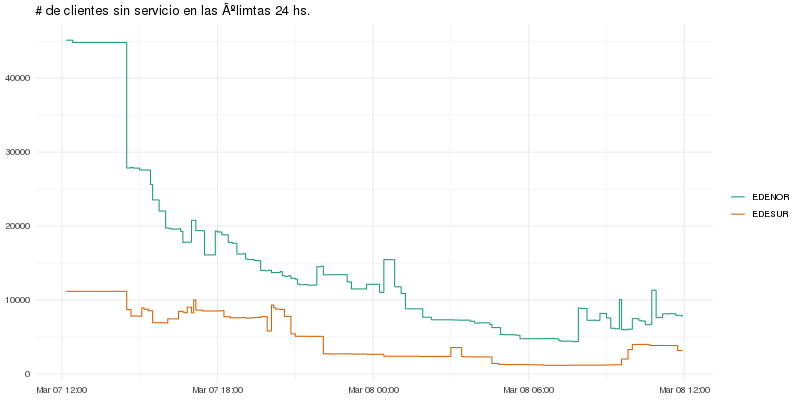 # de clientes sin servicio en las Ãºlimtas 24 hs.
40000
30000
20000
10000
0
Mar 07 12:00
Mar 07 18:00
Mar 08 00:00
Mar 08 06:00
Mar 08 12:00
EDENOR
EDESUR